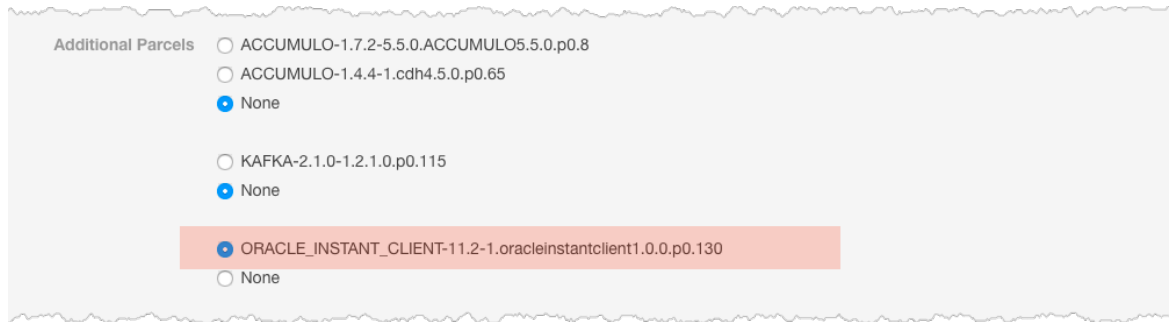 Additional Parcels
ACCUMULO-1.7.2-5.5.0.ACCUMULO5.5.0.p0.8
ACCUMULO-1.4.4-1.cdh4.5.0.p0.65
None
KAFKA-2.1.0-1.2.1.0.p0.115
None
ORACLE_INSTANT_CLIENT-11.2-1.oracleinstantclient1.0.0.p0.130
None